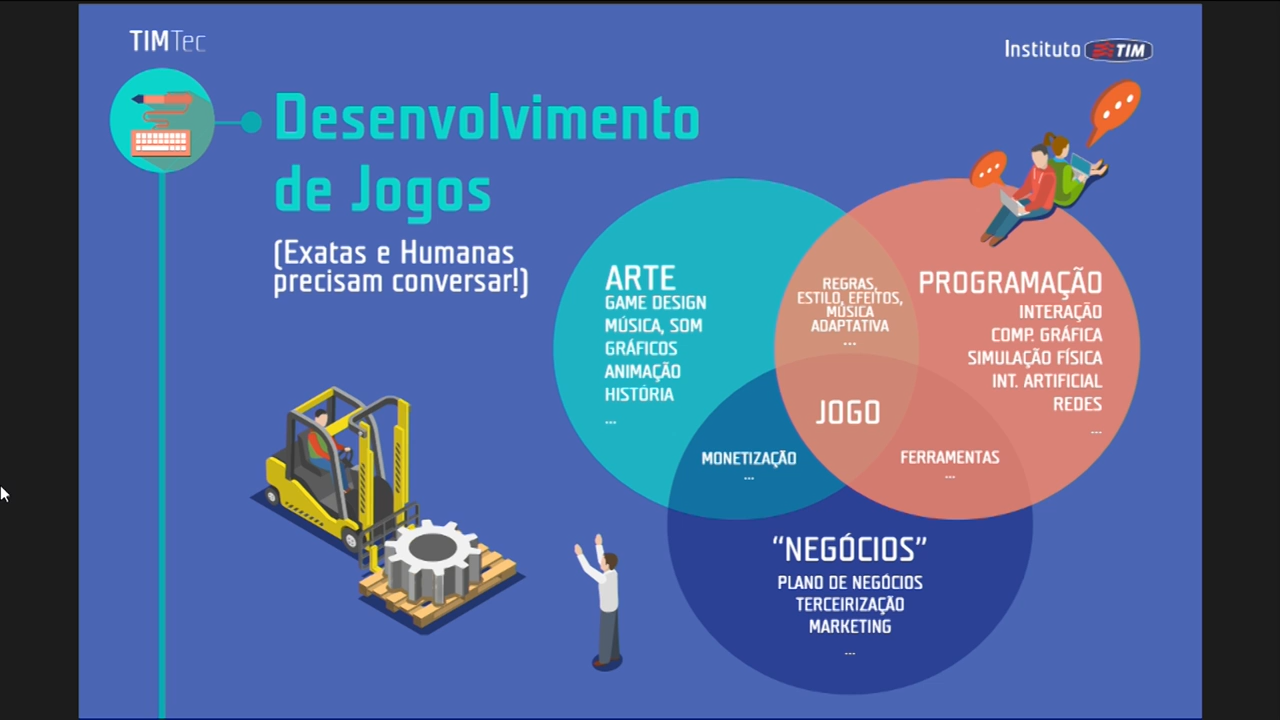 TIMTec
Instituto TIM
Desenvolvimento
de Jogos
(Exatas e Humanas
precisam conversar!)
ARTE
GAME DESIGN
MÚSICA, SOM
GRÁFICOS
ANIMAÇÃO
HISTÓRIA
...
REGRAS,
ESTILO, EFEITOS,
MÚSICA
ADAPTATIVA
...
PROGRAMAÇÃO
INTERAÇÃO
COMP. GRÁFICA
SIMULAÇÃO FÍSICA
INT. ARTIFICIAL
REDES
...
JOGO
MONETIZAÇÃO
...
FERRAMENTAS
...
“NEGÓCIOS”
PLANO DE NEGÓCIOS
TERCEIRIZAÇÃO
MARKETING
...